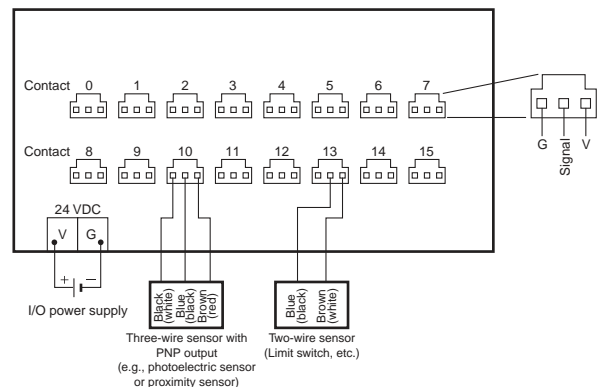 Contact 0 1 2 3 4 5 6 7
G Signal V
Contact 8 9 10 11 12 13 14 15
24 VDC
V G
+ −
I/O power supply
Black
(white)
Blue
(black)
Brown
(red)
Three-wire sensor with
PNP output
(e.g., photoelectric sensor
or proximity sensor)
Blue
(black)
Brown
(white)
Two-wire sensor
(Limit switch, etc.)